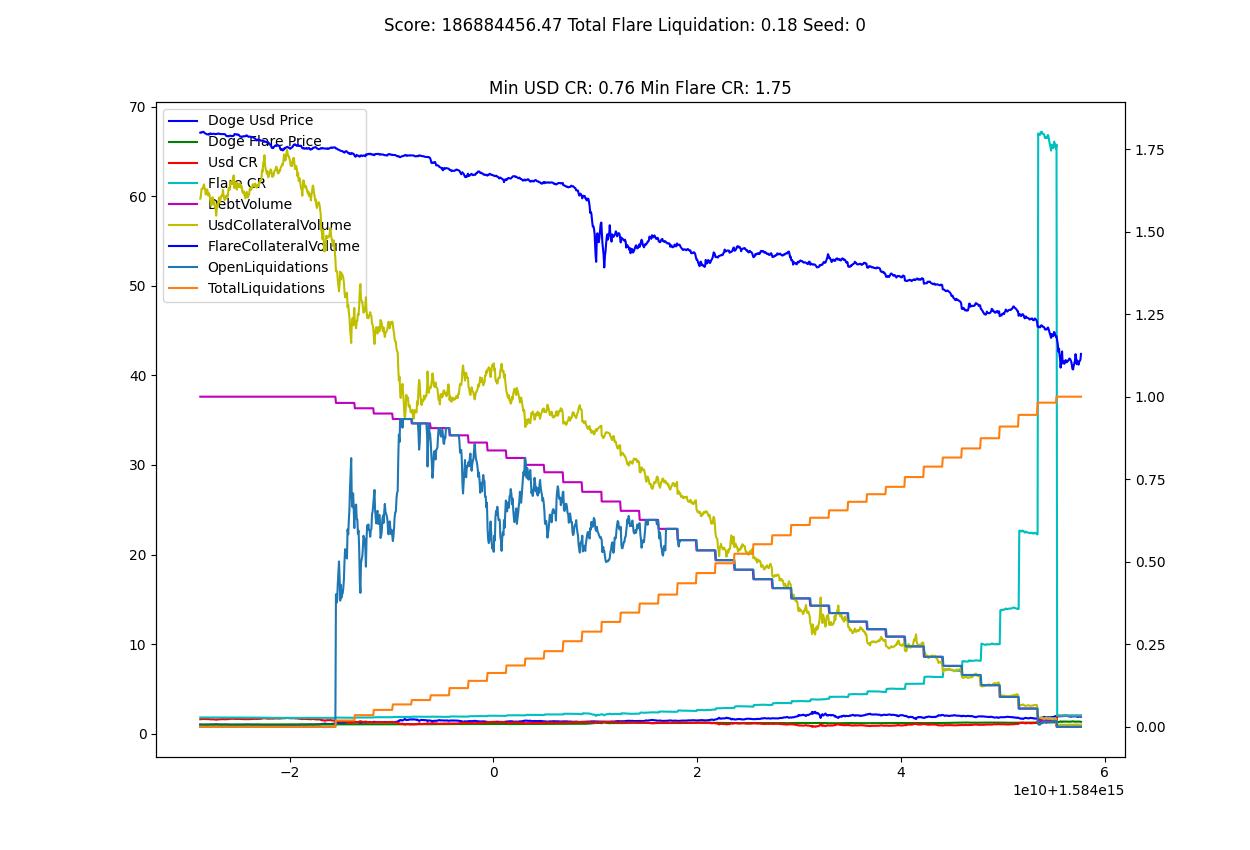 Score: 186884456.47 Total Flare Liquidation: 0.18 Seed: 0
Min USD CR: 0.76 Min Flare CR: 1.75
70
60
50
40
30
20
10
0
Doge Usd Price
Doge Flare Price
Usd CR
Flare CR
DebtVolume
UsdCollateralVolume
FlareCollateralVolume
OpenLiquidations
TotalLiquidations
1.75
1.50
1.25
1.00
0.75
0.50
0.25
0.00
−2 0 2 4 6
1e10+1.584e15